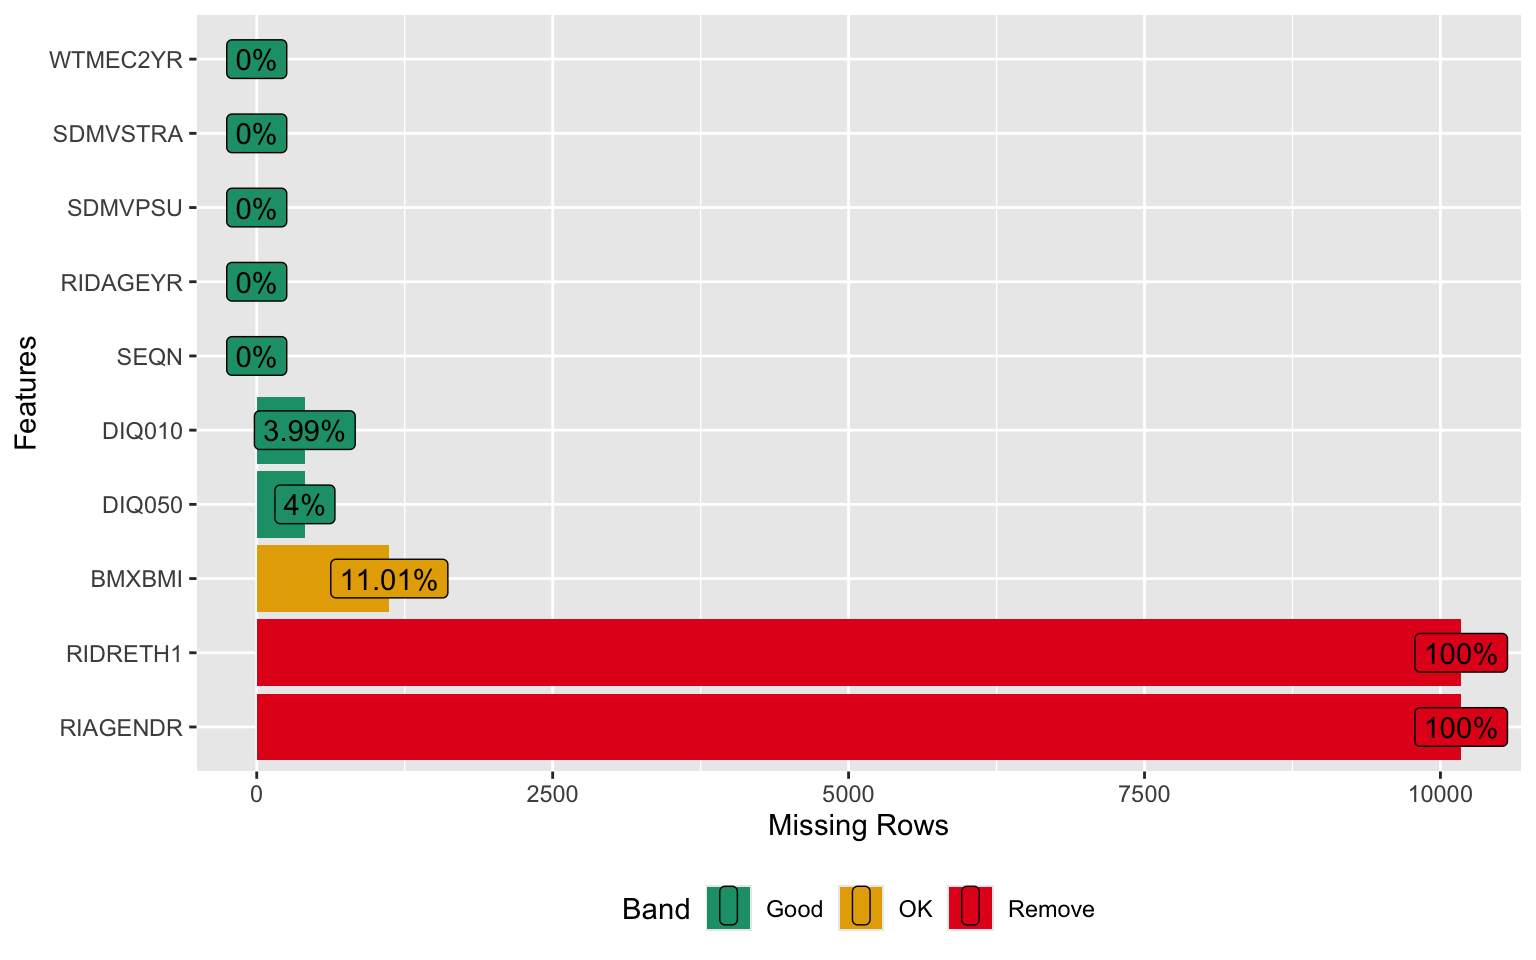 WTMEC2YR
0%
SDMVSTRA
0%
SDMVPSU
0%
RIDAGEYR
0%
SEQN
0%
DIQ010
3.99%
DIQ050
4%
BMXBMI
11.01%
RIDRETH1
100%
RIAGENDR
100%
Features
0 2500 5000 7500 10000
Missing Rows
Band Good OK Remove